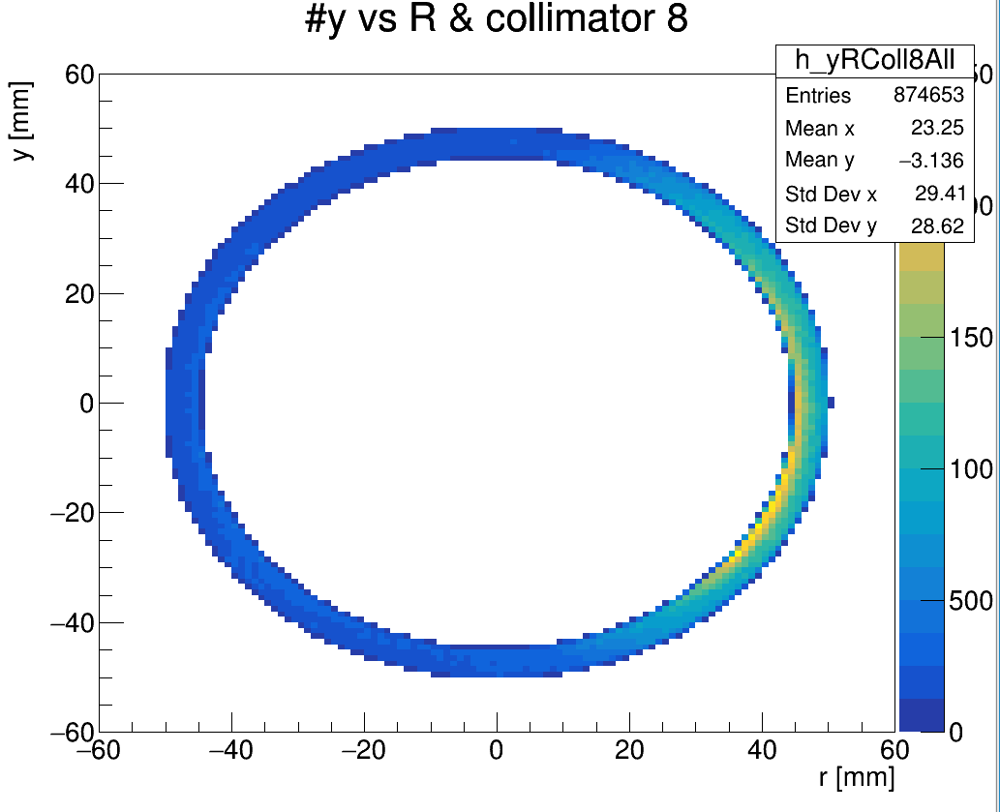 #y vs R & collimator 8
y [mm]
60
40
20
0
−20
−40
−60
h_yRColl8All
Entries 874653
Mean x 23.25
Mean y −3.136
Std Dev x 29.41
Std Dev y 28.62
150
100
500
0
−60 −40 −20 0 20 40 60
r [mm]